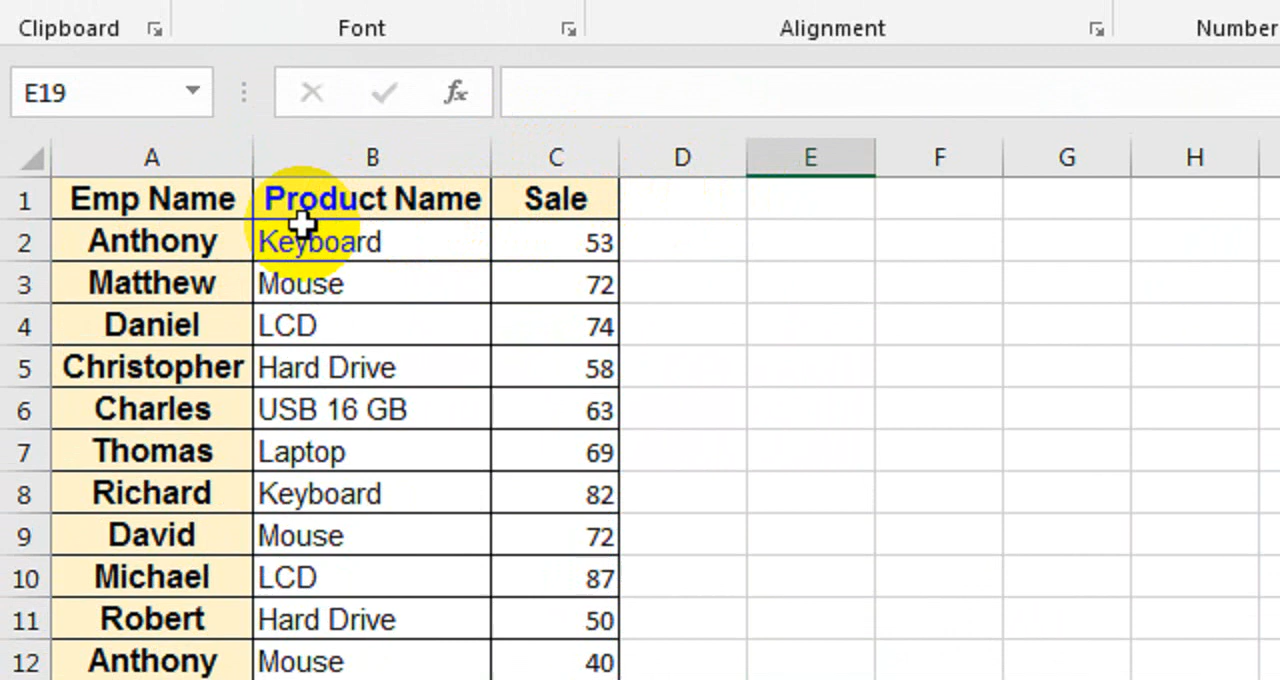 Clipboard Font Alignment Number
E19 fx
A B C D E F G H
1 Emp Name Product Name Sale
2 Anthony Keyboard 53
3 Matthew Mouse 72
4 Daniel LCD 74
5 Christopher Hard Drive 58
6 Charles USB 16 GB 63
7 Thomas Laptop 69
8 Richard Keyboard 82
9 David Mouse 72
10 Michael LCD 87
11 Robert Hard Drive 50
12 Anthony Mouse 40